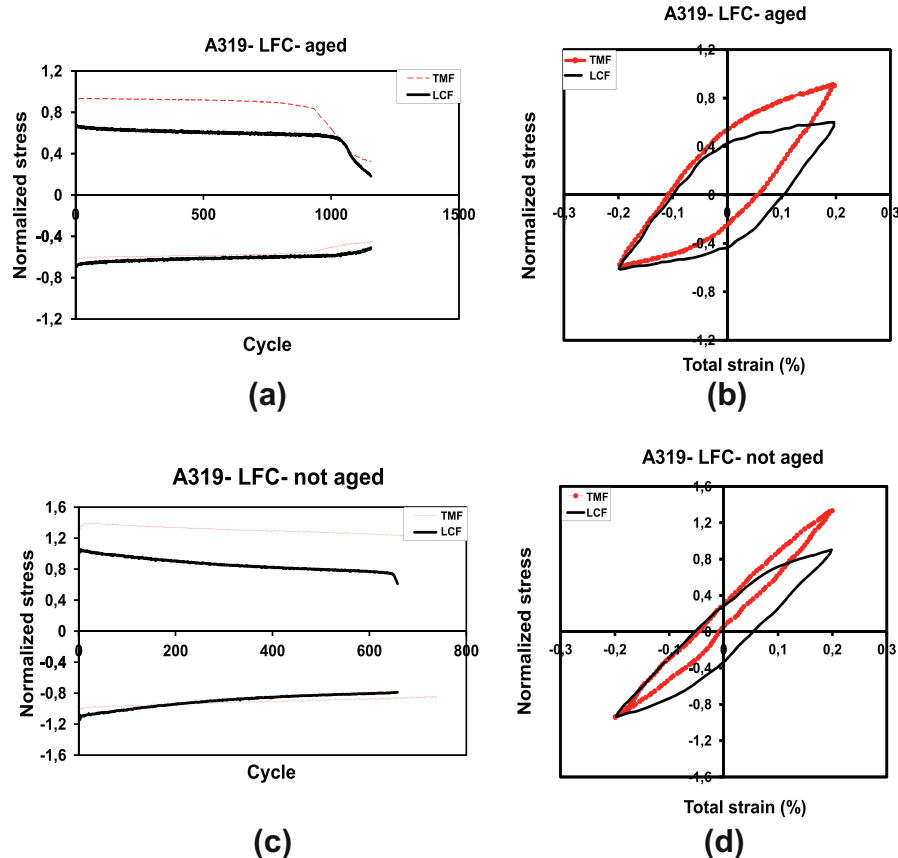 A319- LFC- aged
1,2
TMF
LCF
0,8
0,4
0
0
500
1000
1500
-0,4
-0,8
-1,2
Normalized stress
Cycle
(a)
A319- LFC- aged
1,2
TMF
LCF
0,8
0,4
0
-0,3
-0,2
-0,1
0
0,1
0,2
0,3
-0,4
-0,8
-1,2
Normalized stress
Total strain (%)
(b)
A319- LFC- not aged
1,6
TMF
LCF
1,2
0,8
0,4
0
0
200
400
600
800
-0,4
-0,8
-1,2
-1,6
Normalized stress
Cycle
(c)
A319- LFC- not aged
1,6
TMF
LCF
1,2
0,8
0,4
0
-0,3
-0,2
-0,1
0
0,1
0,2
0,3
-0,4
-0,8
-1,2
-1,6
Normalized stress
Total strain (%)
(d)